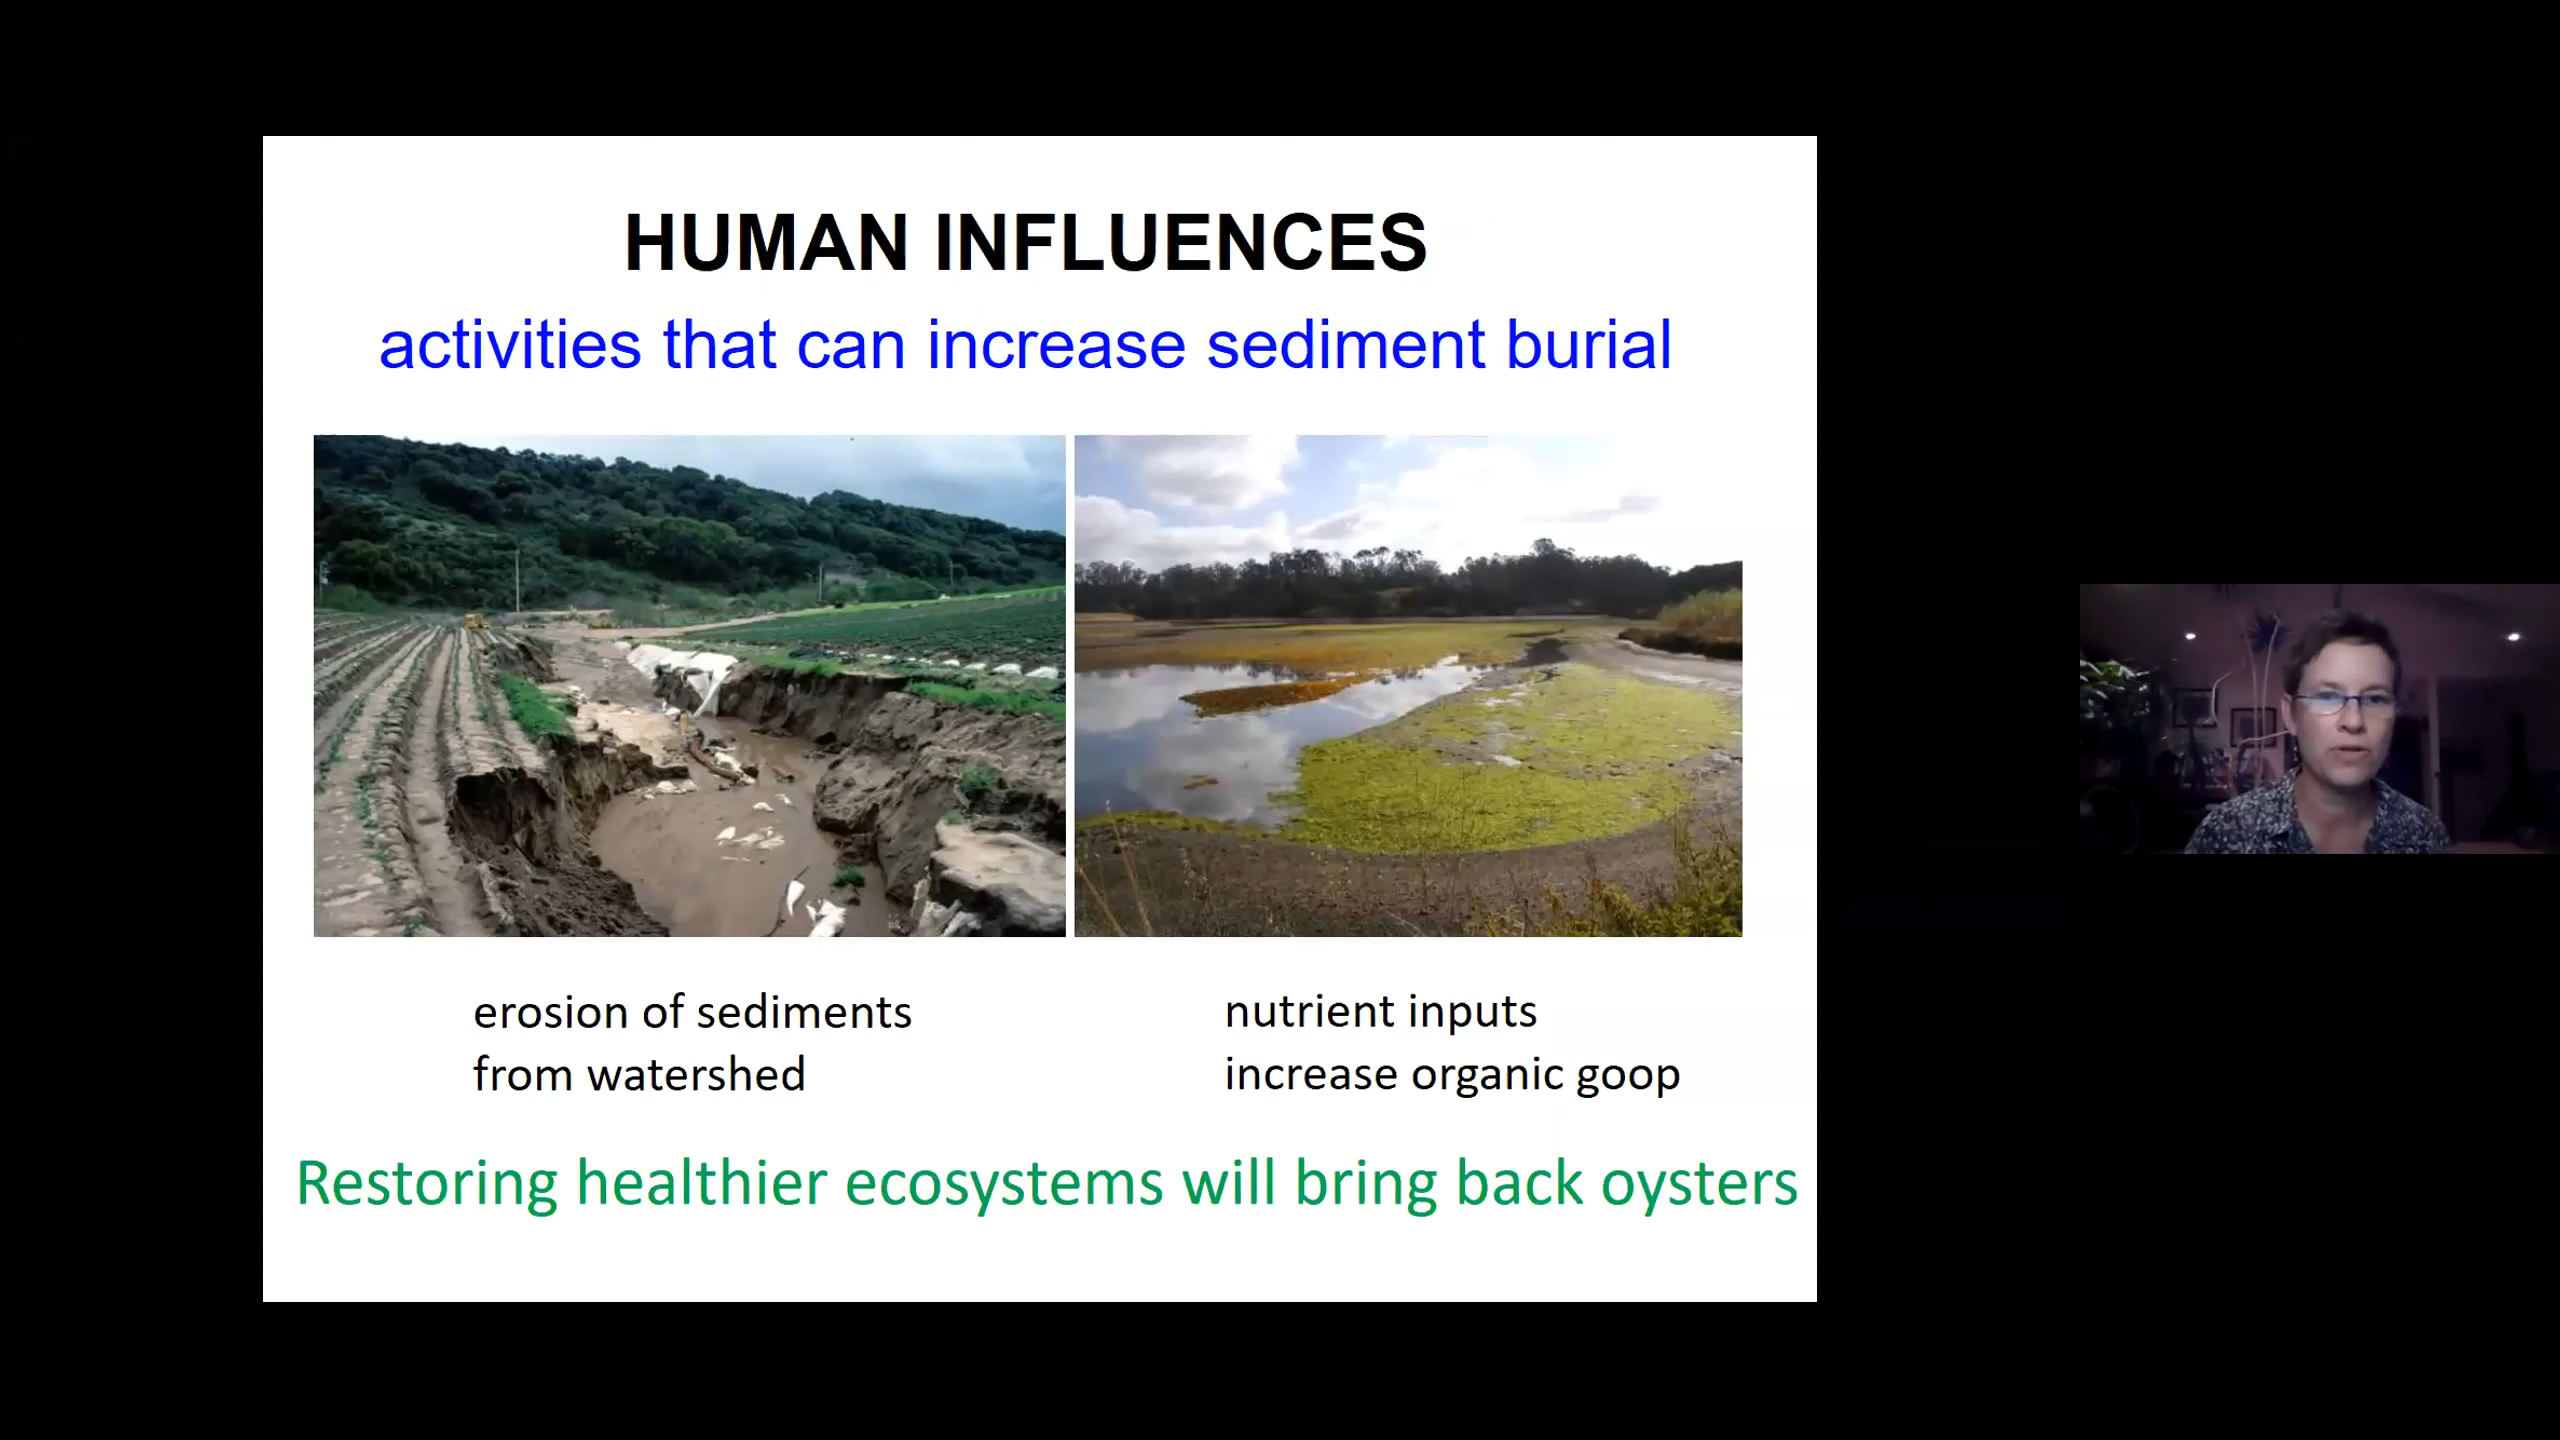 HUMAN INFLUENCES
activities that can increase sediment burial
erosion of sediments
from watershed
nutrient inputs
increase organic goop
Restoring healthier ecosystems will bring back oysters